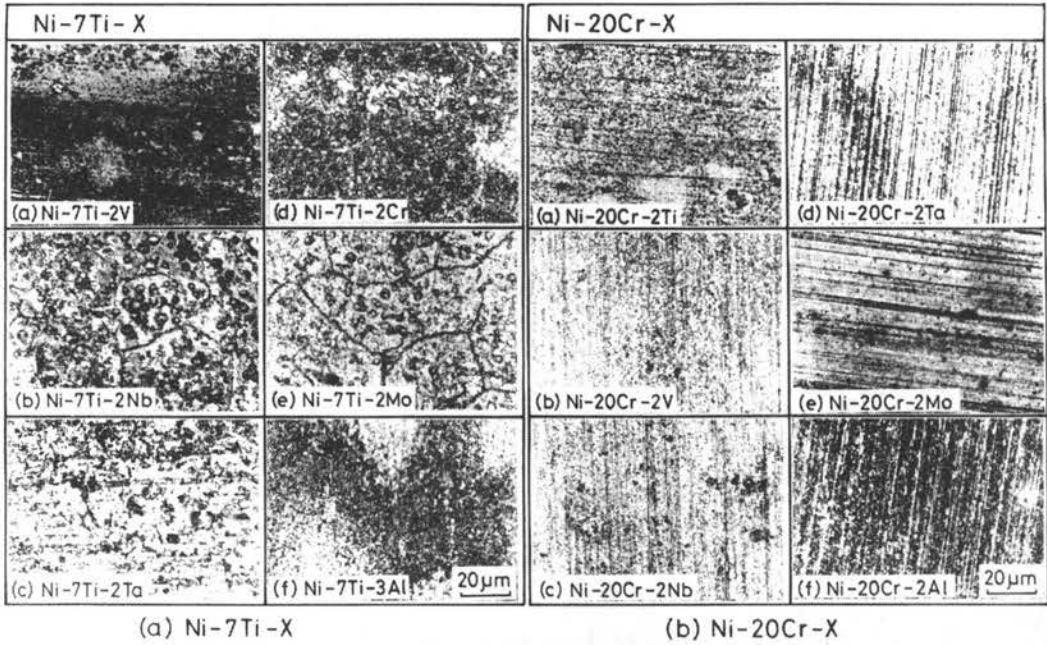 Ni-7Ti-X
(a) Ni-7Ti-2V
(d) Ni-7Ti-2Cr
(b) Ni-7Ti-2Nb
(e) Ni-7Ti-2Mo
(c) Ni-7Ti-2Ta
(f) Ni-7Ti-3Al
20µm
(a) Ni-7Ti-X
Ni-20Cr-X
(a) Ni-20Cr-2Ti
(d) Ni-20Cr-2Ta
(b) Ni-20Cr-2V
(e) Ni-20Cr-2Mo
(c) Ni-20Cr-2Nb
(f) Ni-20Cr-2Al
20µm
(b) Ni-20Cr-X